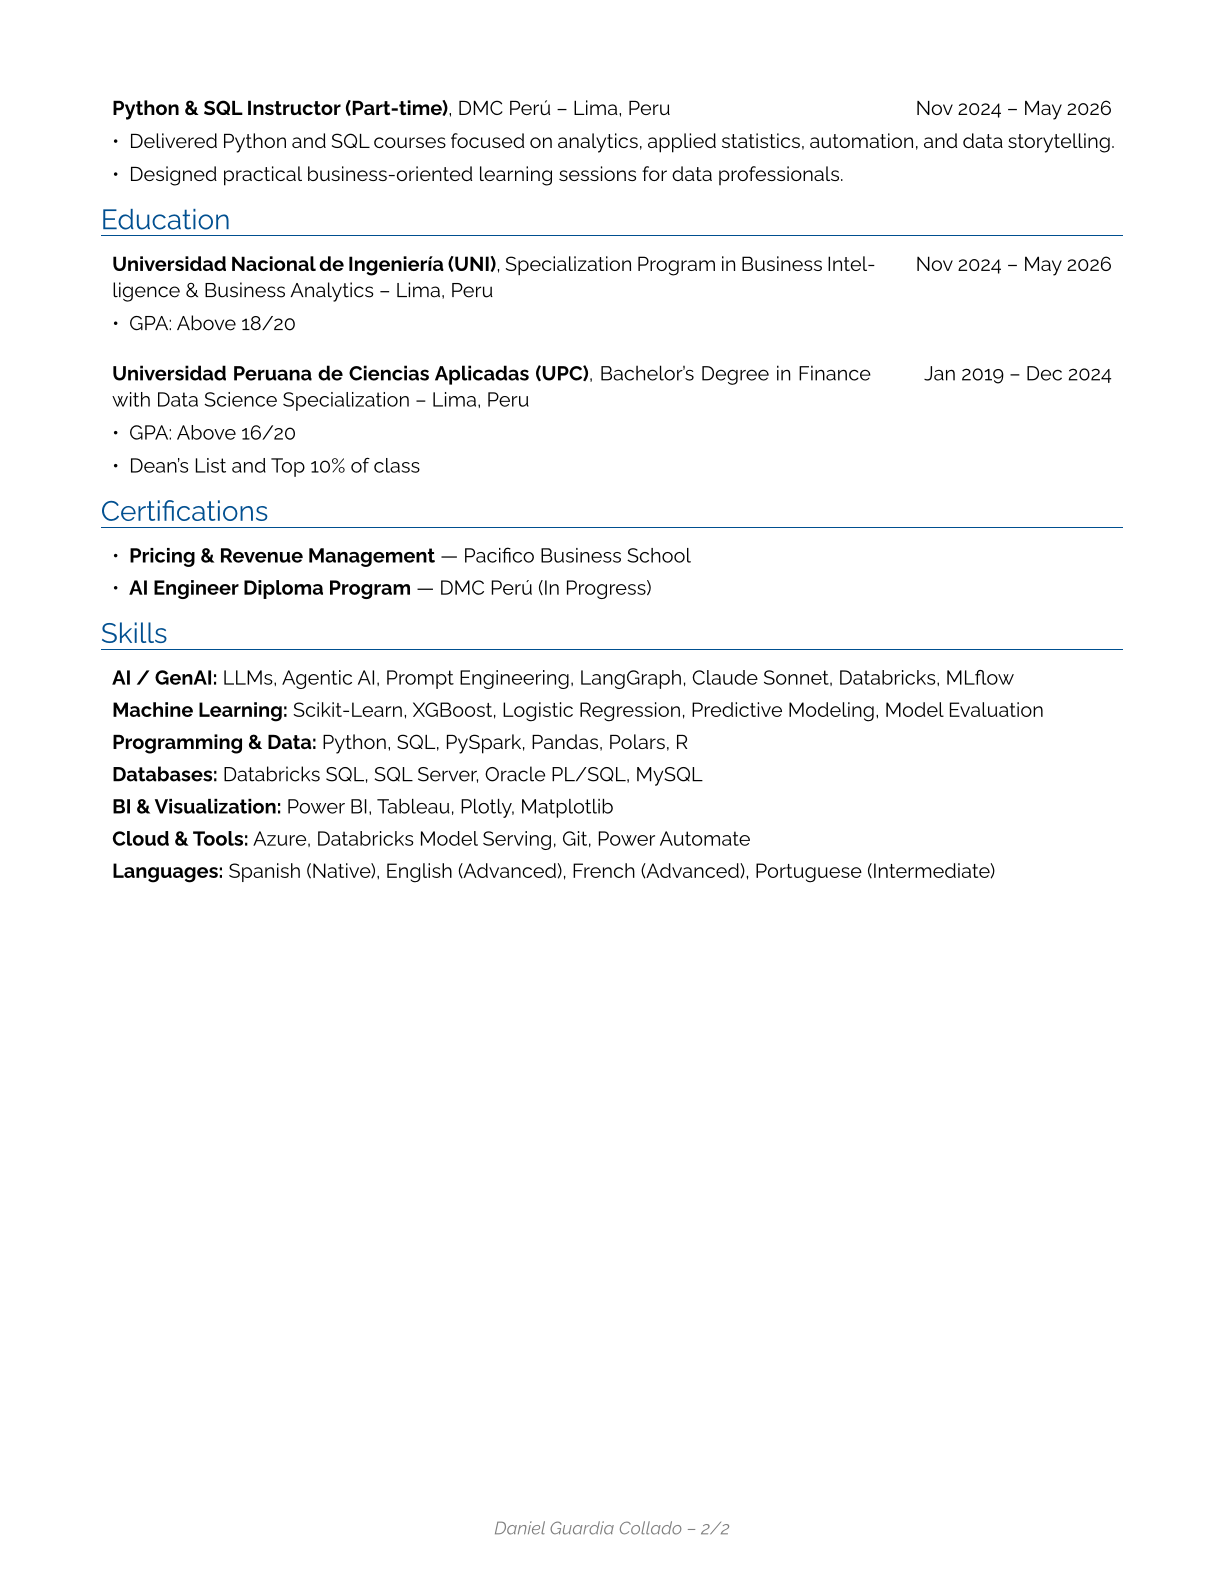 Python & SQL Instructor (Part-time), DMC Perú – Lima, Peru Nov 2024 – May 2026
• Delivered Python and SQL courses focused on analytics, applied statistics, automation, and data storytelling.
• Designed practical business-oriented learning sessions for data professionals.
Education
Universidad Nacional de Ingeniería (UNI), Specialization Program in Business Intel- Nov 2024 – May 2026
ligence & Business Analytics – Lima, Peru
• GPA: Above 18/20
Universidad Peruana de Ciencias Aplicadas (UPC), Bachelor’s Degree in Finance Jan 2019 – Dec 2024
with Data Science Specialization – Lima, Peru
• GPA: Above 16/20
• Dean’s List and Top 10% of class
Certifications
• Pricing & Revenue Management — Pacifico Business School
• AI Engineer Diploma Program — DMC Perú (In Progress)
Skills
AI / GenAI: LLMs, Agentic AI, Prompt Engineering, LangGraph, Claude Sonnet, Databricks, MLflow
Machine Learning: Scikit-Learn, XGBoost, Logistic Regression, Predictive Modeling, Model Evaluation
Programming & Data: Python, SQL, PySpark, Pandas, Polars, R
Databases: Databricks SQL, SQL Server, Oracle PL/SQL, MySQL
BI & Visualization: Power BI, Tableau, Plotly, Matplotlib
Cloud & Tools: Azure, Databricks Model Serving, Git, Power Automate
Languages: Spanish (Native), English (Advanced), French (Advanced), Portuguese (Intermediate)
Daniel Guardia Collado – 2/2